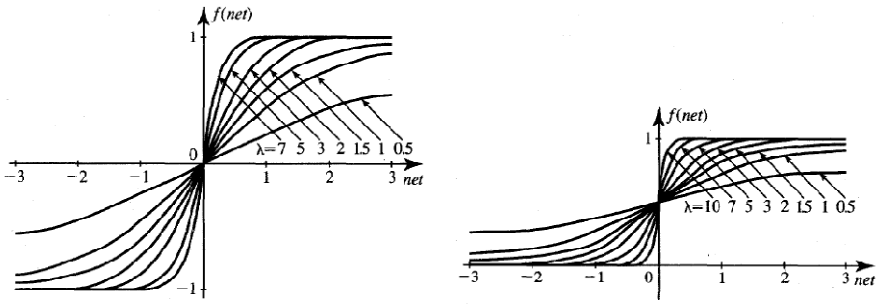 f(net)
1
0
λ=7 5 3 2 1.5 1 0.5
-3 -2 -1 1 2 3 net
-1
f(net)
1
λ=10 7 5 3 2 1.5 1 0.5
-3 -2 -1 0 1 2 3 net